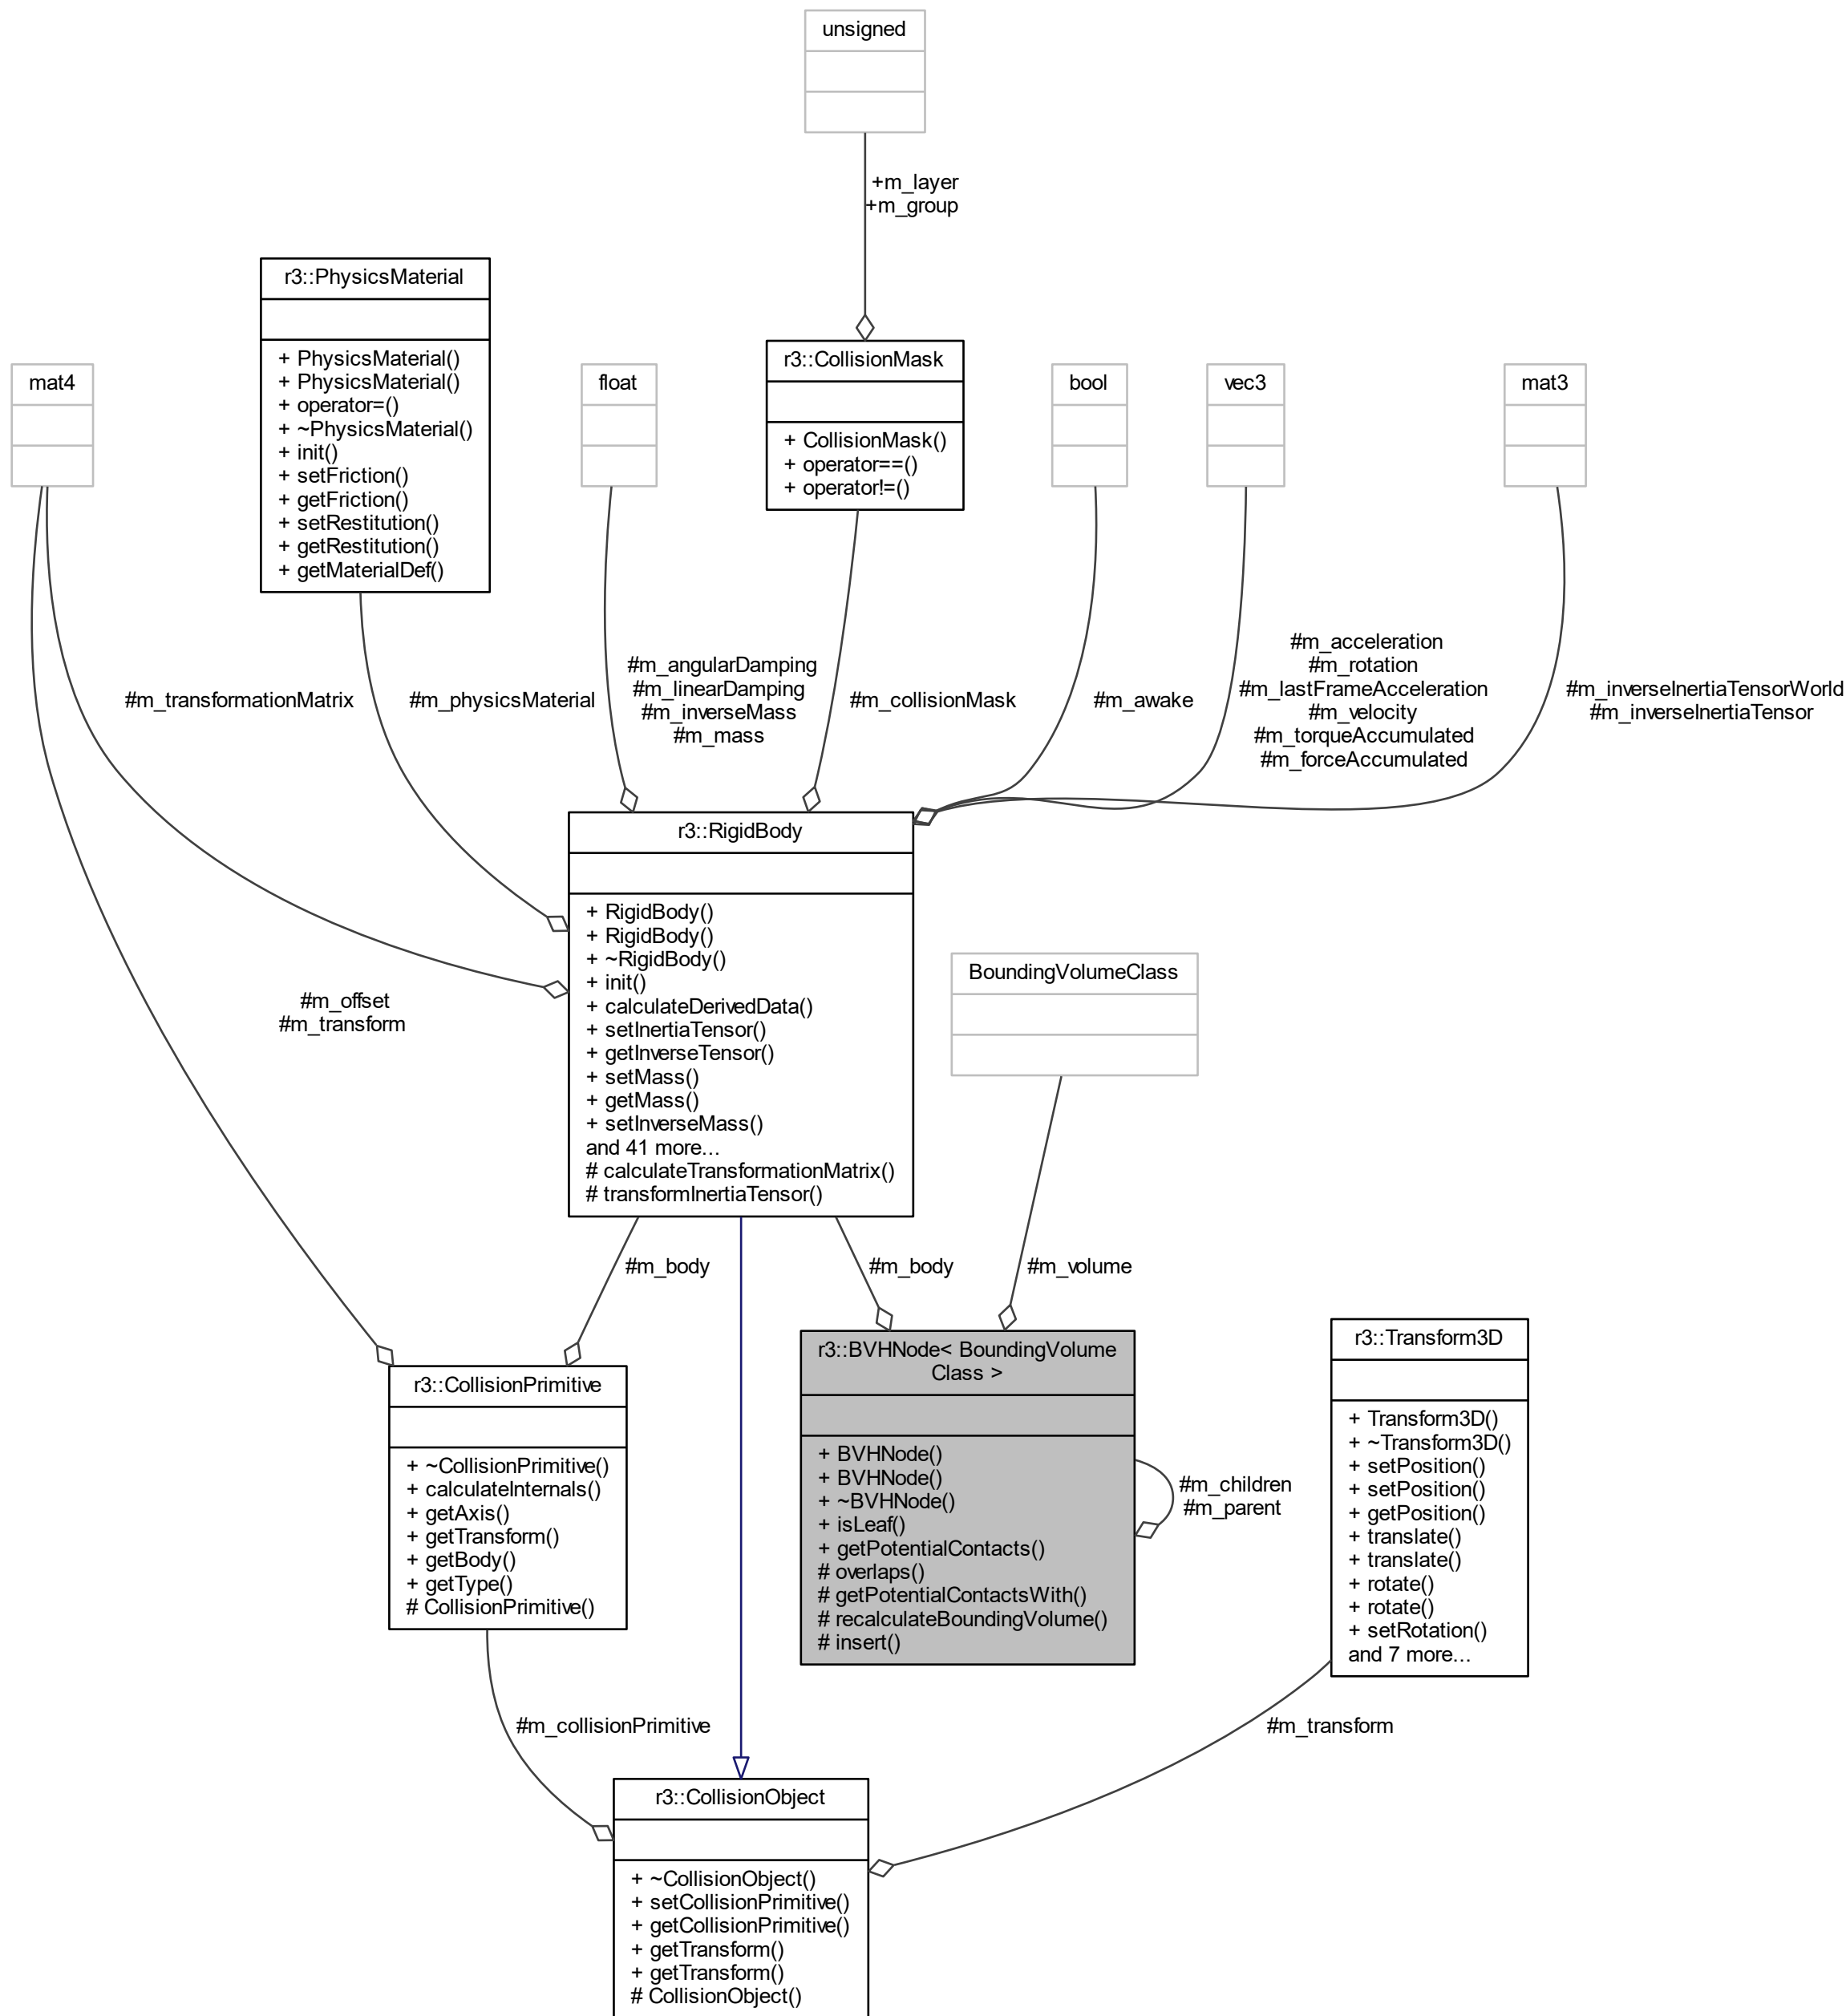 unsigned
+m_layer
+m_group
r3::PhysicsMaterial
+ PhysicsMaterial()
+ PhysicsMaterial()
+ operator=()
+ ~PhysicsMaterial()
+ init()
+ setFriction()
+ getFriction()
+ setRestitution()
+ getRestitution()
+ getMaterialDef()
r3::CollisionMask
+ CollisionMask()
+ operator==()
+ operator!=()
mat4
float
bool
vec3
mat3
#m_transformationMatrix
#m_physicsMaterial
#m_angularDamping
#m_linearDamping
#m_inverseMass
#m_mass
#m_collisionMask
#m_awake
#m_acceleration
#m_rotation
#m_lastFrameAcceleration
#m_velocity
#m_torqueAccumulated
#m_forceAccumulated
#m_inverseInertiaTensorWorld
#m_inverseInertiaTensor
r3::RigidBody
+ RigidBody()
+ RigidBody()
+ ~RigidBody()
+ init()
+ calculateDerivedData()
+ setInertiaTensor()
+ getInverseTensor()
+ setMass()
+ getMass()
+ setInverseMass()
and 41 more...
# calculateTransformationMatrix()
# transformInertiaTensor()
#m_offset
#m_transform
BoundingVolumeClass
#m_body
#m_body
#m_volume
r3::CollisionPrimitive
+ ~CollisionPrimitive()
+ calculateInternals()
+ getAxis()
+ getTransform()
+ getBody()
+ getType()
# CollisionPrimitive()
r3::BVHNode< BoundingVolume
Class >
+ BVHNode()
+ BVHNode()
+ ~BVHNode()
+ isLeaf()
+ getPotentialContacts()
# overlaps()
# getPotentialContactsWith()
# recalculateBoundingVolume()
# insert()
#m_children
#m_parent
r3::Transform3D
+ Transform3D()
+ ~Transform3D()
+ setPosition()
+ setPosition()
+ getPosition()
+ translate()
+ translate()
+ rotate()
+ rotate()
+ setRotation()
and 7 more...
#m_collisionPrimitive
#m_transform
r3::CollisionObject
+ ~CollisionObject()
+ setCollisionPrimitive()
+ getCollisionPrimitive()
+ getTransform()
+ getTransform()
# CollisionObject()